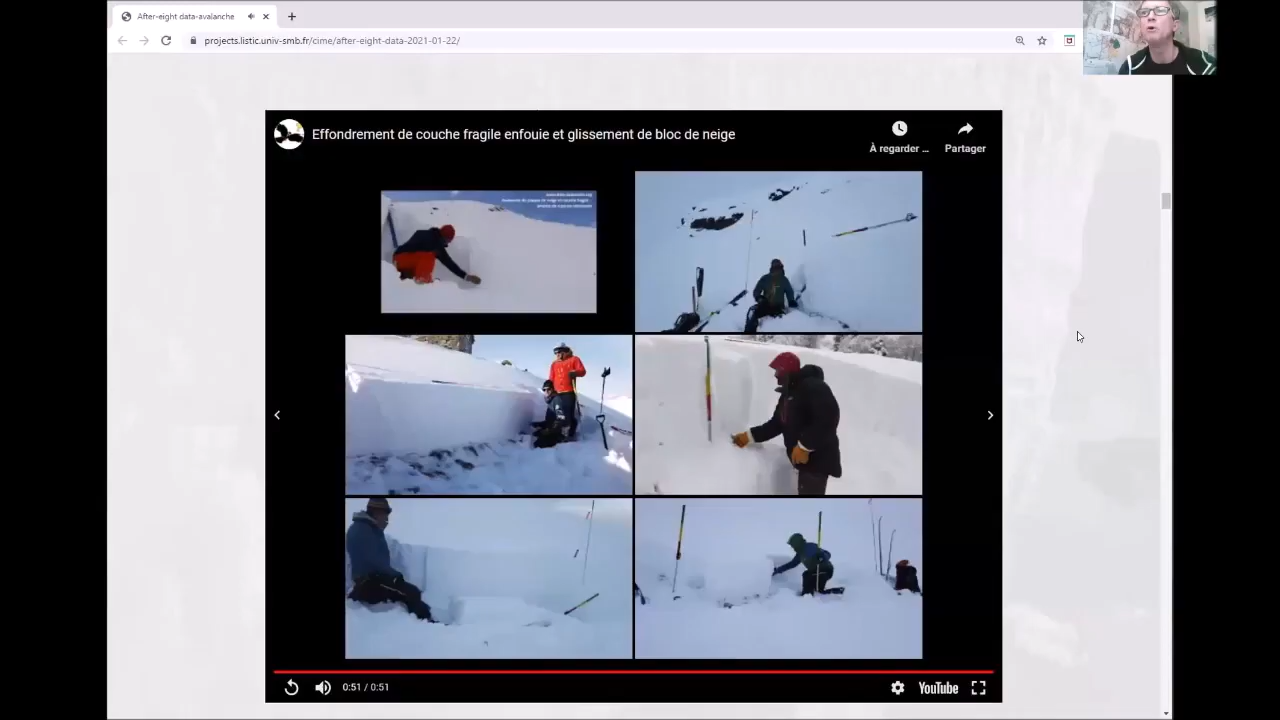 After-eight data-avalanche
projects.listic.univ-smb.fr/cime/after-eight-data-2021-01-22/
Effondrement de couche fragile enfouie et glissement de bloc de neige
À regarder ...
Partager
0:51 / 0:51
YouTube